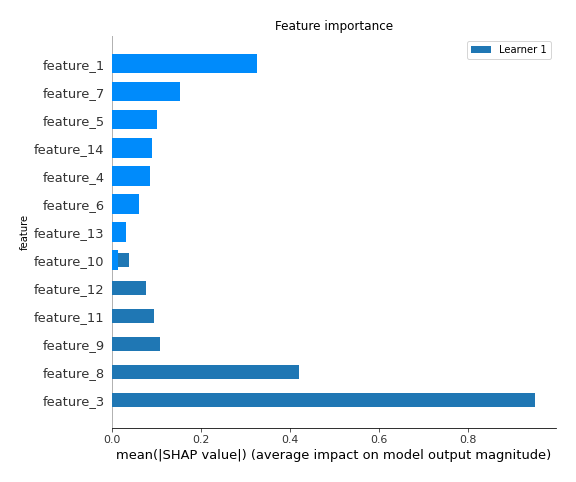 Feature importance
Learner 1
feature_1
feature_7
feature_5
feature_14
feature_4
feature_6
feature_13
feature_10
feature_12
feature_11
feature_9
feature_8
feature_3
feature
0.0 0.2 0.4 0.6 0.8
mean(|SHAP value|) (average impact on model output magnitude)